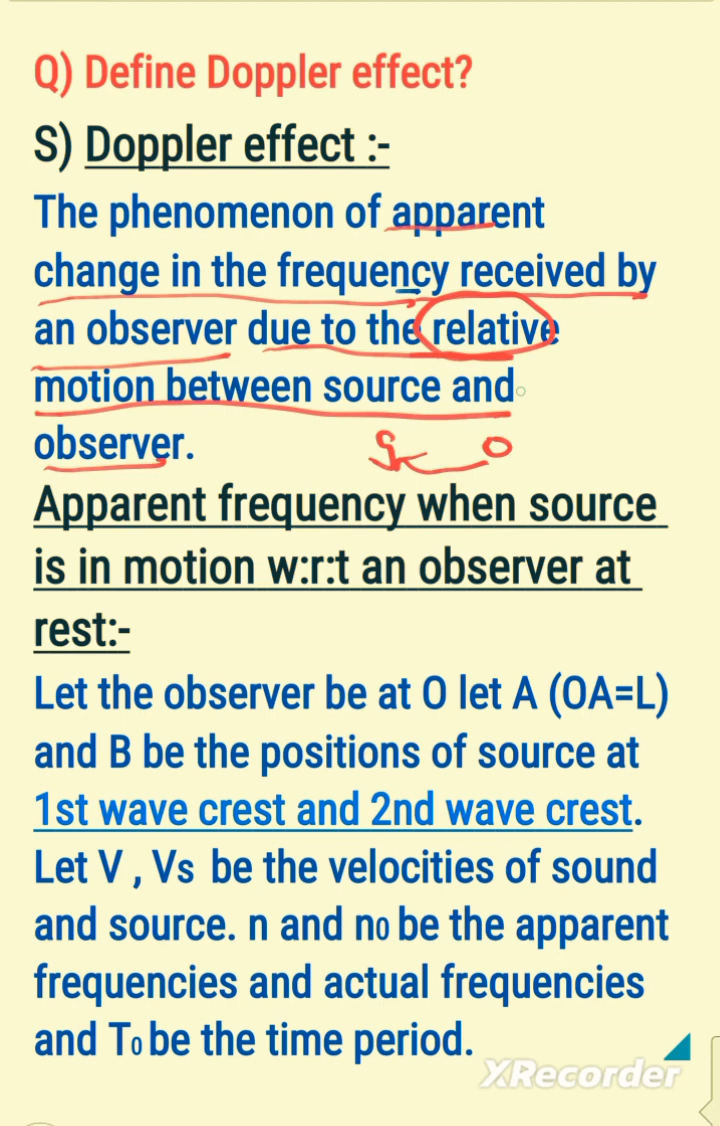 Q) Define Doppler effect?
S) Doppler effect :-
The phenomenon of apparent
change in the frequency received by
an observer due to the relative
motion between source and
observer.
S O
Apparent frequency when source
is in motion w:r:t an observer at
rest:-
Let the observer be at O let A (OA=L)
and B be the positions of source at
1st wave crest and 2nd wave crest.
Let V , Vs be the velocities of sound
and source. n and n0 be the apparent
frequencies and actual frequencies
and T0 be the time period.
XRecorder